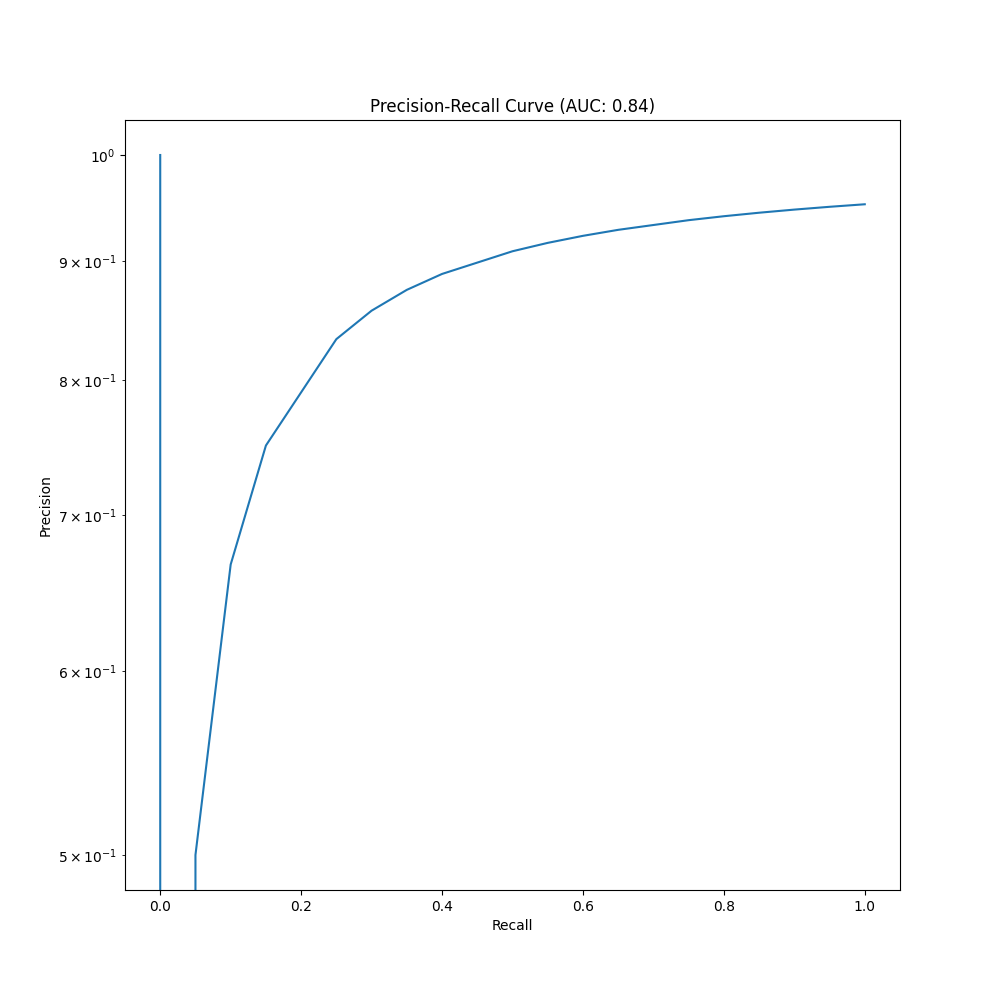 Precision-Recall Curve (AUC: 0.84)
10⁰
9 × 10⁻¹
8 × 10⁻¹
7 × 10⁻¹
6 × 10⁻¹
5 × 10⁻¹
Precision
0.0 0.2 0.4 0.6 0.8 1.0
Recall